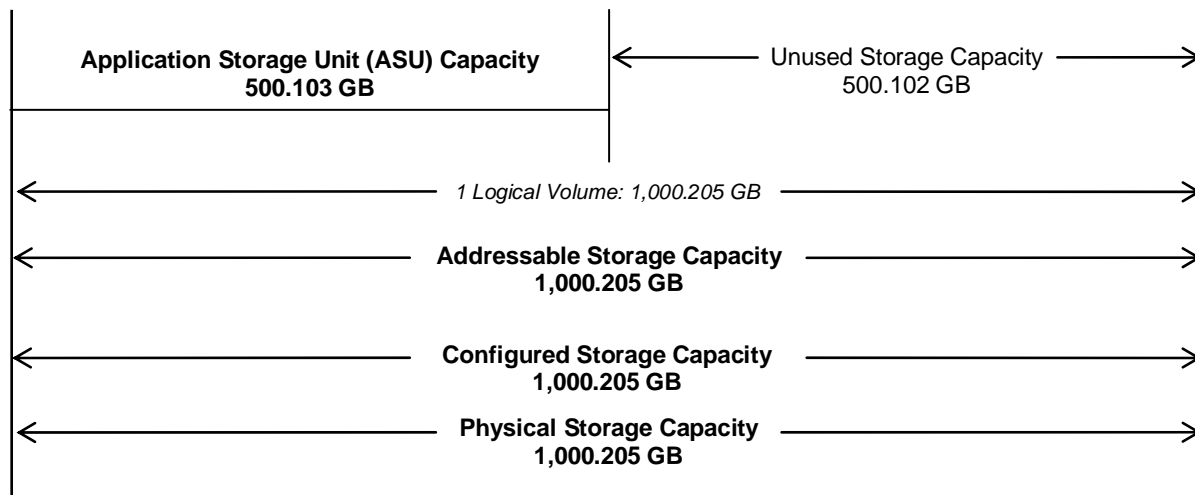 Application Storage Unit (ASU) Capacity
500.103 GB
Unused Storage Capacity
500.102 GB
1 Logical Volume: 1,000.205 GB
Addressable Storage Capacity
1,000.205 GB
Configured Storage Capacity
1,000.205 GB
Physical Storage Capacity
1,000.205 GB